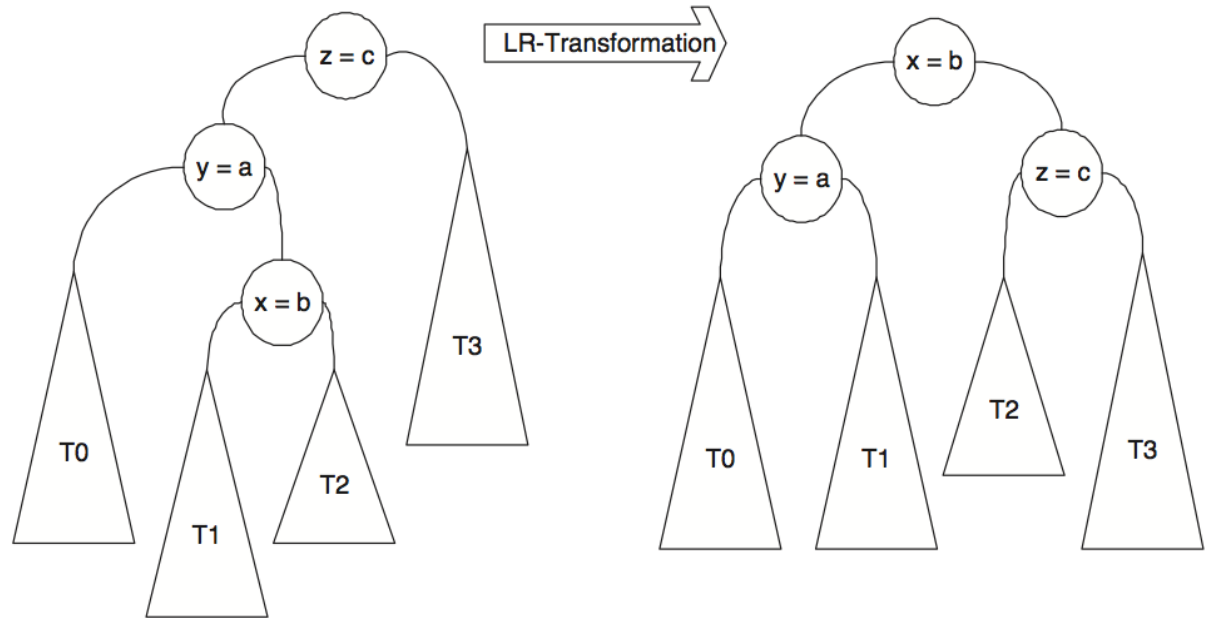 z = c
LR-Transformation
x = b
y = a
y = a
z = c
x = b
T3
T0
T1
T2
T0
T1
T2
T3